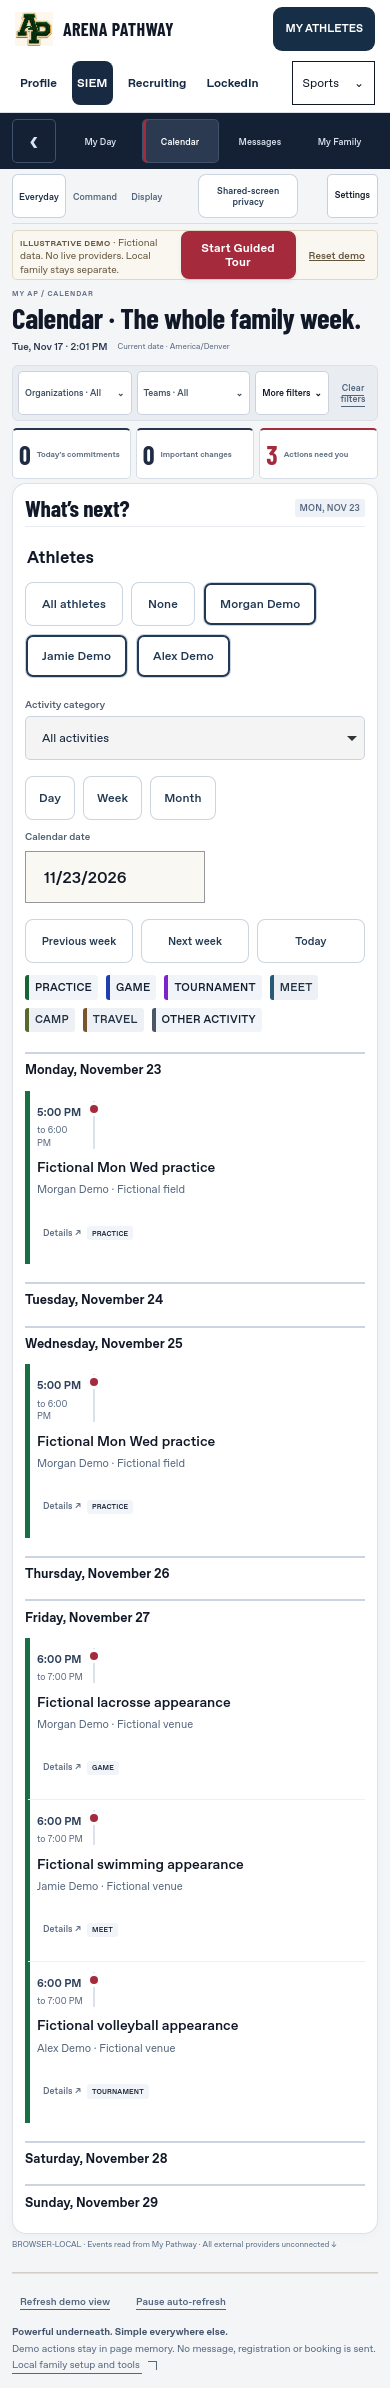 AP ARENA PATHWAY
MY ATHLETES
Profile SIEM Recruiting LockedIn Sports
My Day Calendar Messages My Family
Everyday Command Display Shared-screen privacy Settings
ILLUSTRATIVE DEMO · Fictional
data. No live providers. Local
family stays separate.
Start Guided
Tour
Reset demo
MY AP / CALENDAR
Calendar · The whole family week.
Tue, Nov 17 · 2:01 PM Current date · America/Denver
Organizations · All Teams · All More filters Clear filters
0 Today's commitments 0 Important changes 3 Actions need you
What's next? MON, NOV 23
Athletes
All athletes None Morgan Demo
Jamie Demo Alex Demo
Activity category
All activities
Day Week Month
Calendar date
11/23/2026
Previous week Next week Today
PRACTICE GAME TOURNAMENT MEET
CAMP TRAVEL OTHER ACTIVITY
Monday, November 23
5:00 PM
to 6:00
PM
Fictional Mon Wed practice
Morgan Demo · Fictional field
Details ↗ PRACTICE
Tuesday, November 24
Wednesday, November 25
5:00 PM
to 6:00
PM
Fictional Mon Wed practice
Morgan Demo · Fictional field
Details ↗ PRACTICE
Thursday, November 26
Friday, November 27
6:00 PM
to 7:00 PM
Fictional lacrosse appearance
Morgan Demo · Fictional venue
Details ↗ GAME
6:00 PM
to 7:00 PM
Fictional swimming appearance
Jamie Demo · Fictional venue
Details ↗ MEET
6:00 PM
to 7:00 PM
Fictional volleyball appearance
Alex Demo · Fictional venue
Details ↗ TOURNAMENT
Saturday, November 28
Sunday, November 29
BROWSER-LOCAL · Events read from My Pathway · All external providers unconnected ↓
Refresh demo view Pause auto-refresh
Powerful underneath. Simple everywhere else.
Demo actions stay in page memory. No message, registration or booking is sent.
Local family setup and tools